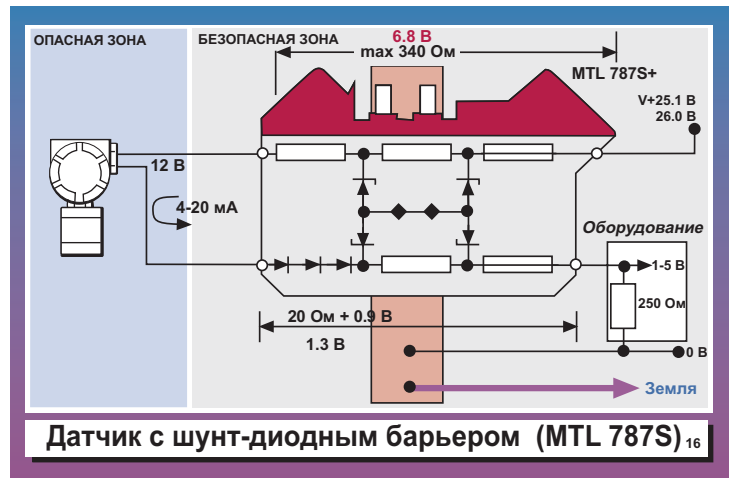 ОПАСНАЯ ЗОНА
БЕЗОПАСНАЯ ЗОНА
6.8 В
max 340 Ом
MTL 787S+
V+25.1 В
26.0 В
12 В
4-20 мА
Оборудование
1-5 В
250 Ом
20 Ом + 0.9 В
1.3 В
0 В
Земля
Датчик с шунт-диодным барьером (MTL 787S) 16